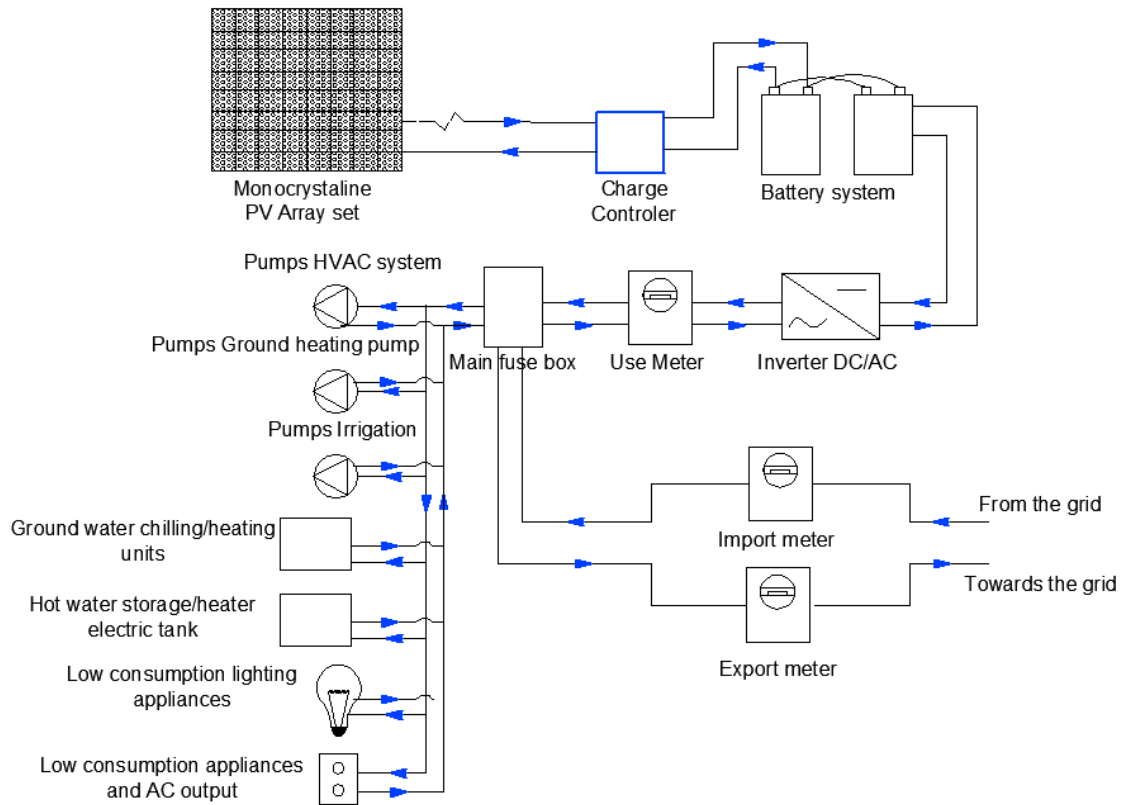 Monocrystaline
PV Array set
Charge
Controler
Battery system
Pumps HVAC system
Pumps Ground heating pump
Main fuse box
Use Meter
Inverter DC/AC
Pumps Irrigation
From the grid
Import meter
Towards the grid
Export meter
Ground water chilling/heating
units
Hot water storage/heater
electric tank
Low consumption lighting
appliances
Low consumption appliances
and AC output